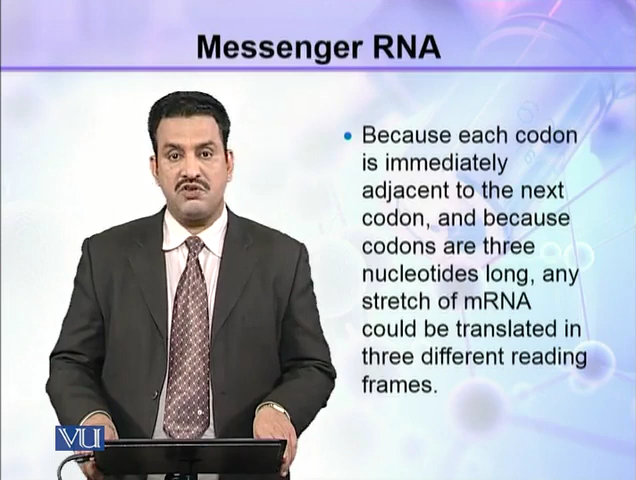 Messenger RNA
• Because each codon
is immediately
adjacent to the next
codon, and because
codons are three
nucleotides long, any
stretch of mRNA
could be translated in
three different reading
frames.
VU